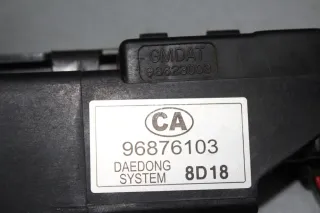 GMDAT
CA
96876103
DAEDONG
SYSTEM 8D18